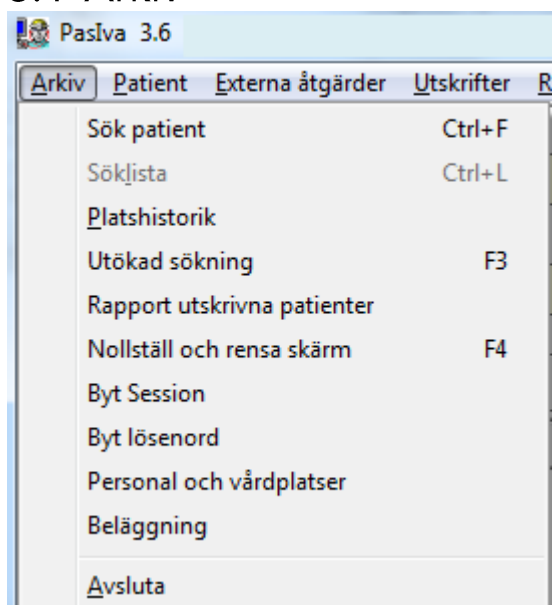 PasIva 3.6
Arkiv Patient Externa åtgärder Utskrifter R
Sök patient Ctrl+F
Söklista Ctrl+L
Platshistorik
Utökad sökning F3
Rapport utskrivna patienter
Nollställ och rensa skärm F4
Byt Session
Byt lösenord
Personal och vårdplatser
Beläggning
Avsluta